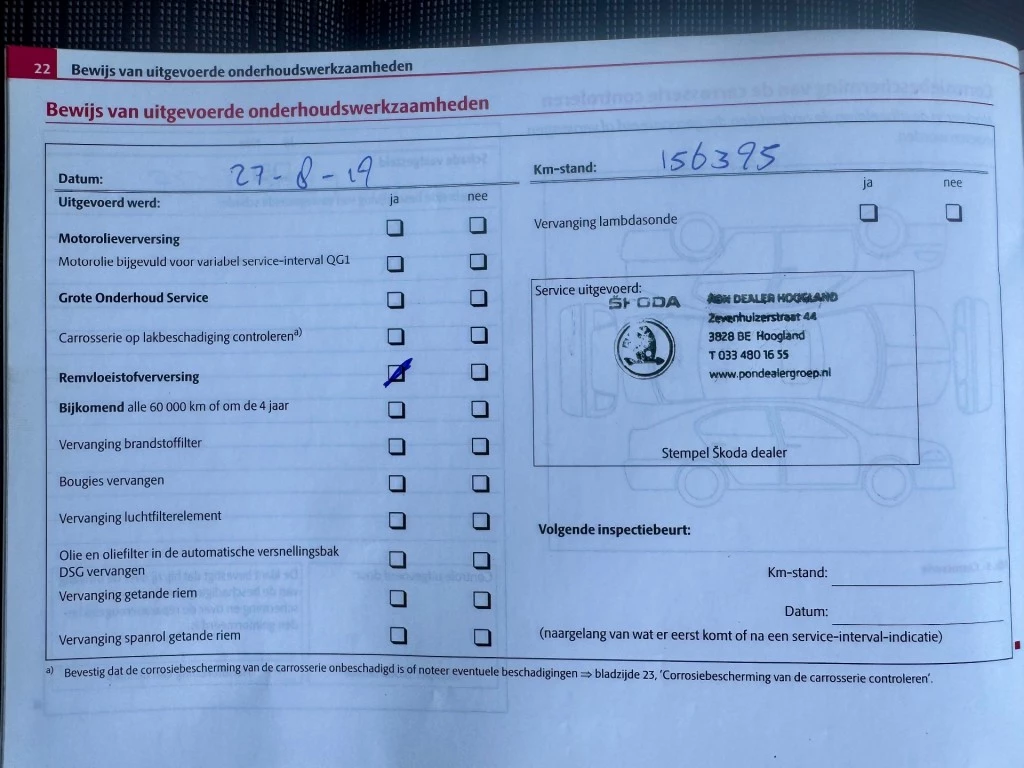 22 Bewijs van uitgevoerde onderhoudswerkzaamheden
Bewijs van uitgevoerde onderhoudswerkzaamheden
Datum: 27-8-19
Uitgevoerd werd: ja nee
Motorolieverversing
Motorolie bijgevuld voor variabel service-interval QG1
Grote Onderhoud Service
Carrosserie op lakbeschadiging controleren a)
Remvloeistofverversing
Bijkomend alle 60 000 km of om de 4 jaar
Vervanging brandstoffilter
Bougies vervangen
Vervanging luchtfilterelement
Olie en oliefilter in de automatische versnellingsbak
DSG vervangen
Vervanging getande riem
Vervanging spanrol getande riem
Km-stand: 156395
ja nee
Vervanging lambdasonde
Service uitgevoerd:
ŠKODA
PON DEALER HOOGLAND
Zevenhuizerstraat 44
3828 BE Hoogland
T 033 480 16 55
www.pondealergroep.nl
Stempel Škoda dealer
Volgende inspectiebeurt:
Km-stand:
Datum:
(naargelang van wat er eerst komt of na een service-interval-indicatie)
a) Bevestig dat de corrosiebescherming van de carrosserie onbeschadigd is of noteer eventuele beschadigingen ⇒ bladzijde 23, 'Corrosiebescherming van de carrosserie controleren'.